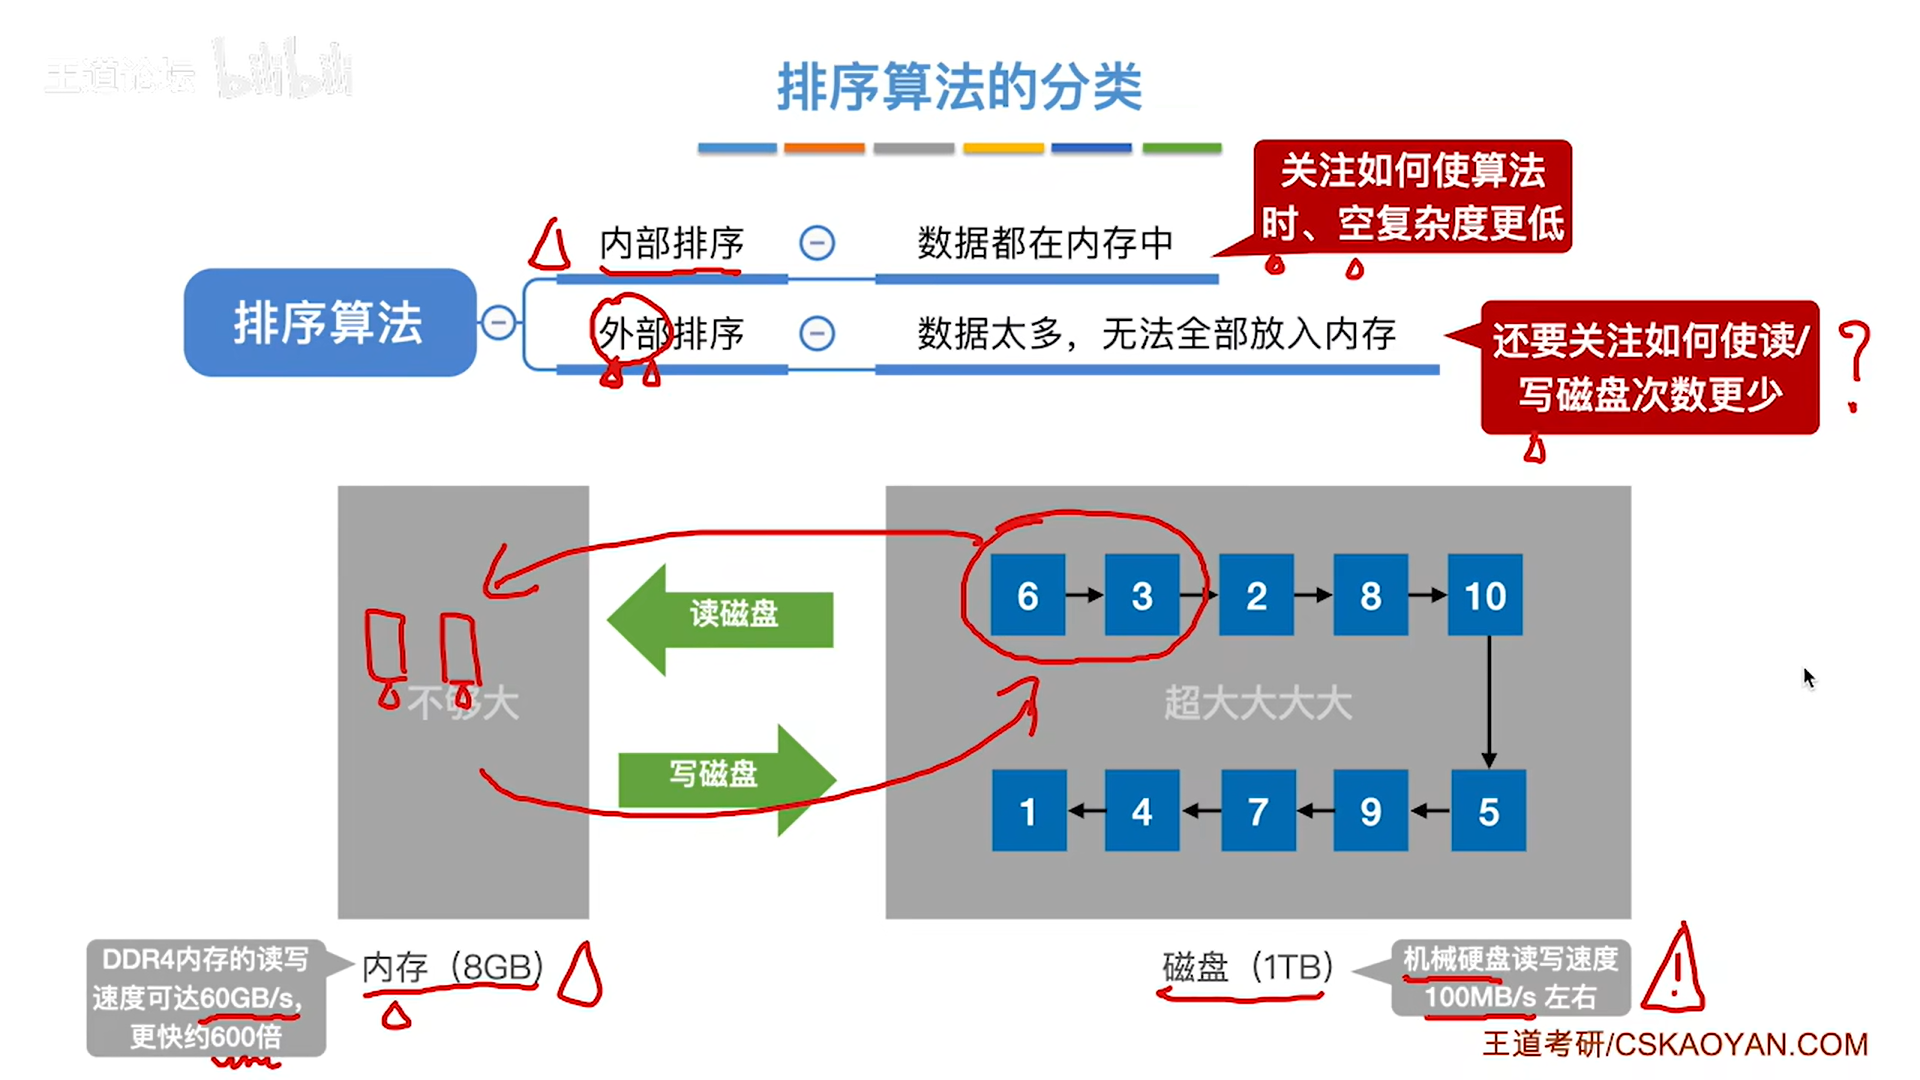 王道论坛 bilibili
排序算法的分类
关注如何使算法
时、空复杂度更低
内部排序
数据都在内存中
排序算法
外部排序
数据太多，无法全部放入内存
还要关注如何使读/
写磁盘次数更少
?
6
3
2
8
10
读磁盘
不够大
超大大大大
写磁盘
1
4
7
9
5
DDR4内存的读写
速度可达60GB/s，
更快约600倍
内存（8GB）
磁盘（1TB）
机械硬盘读写速度
100MB/s 左右
!
王道考研/CSKAOYAN.COM